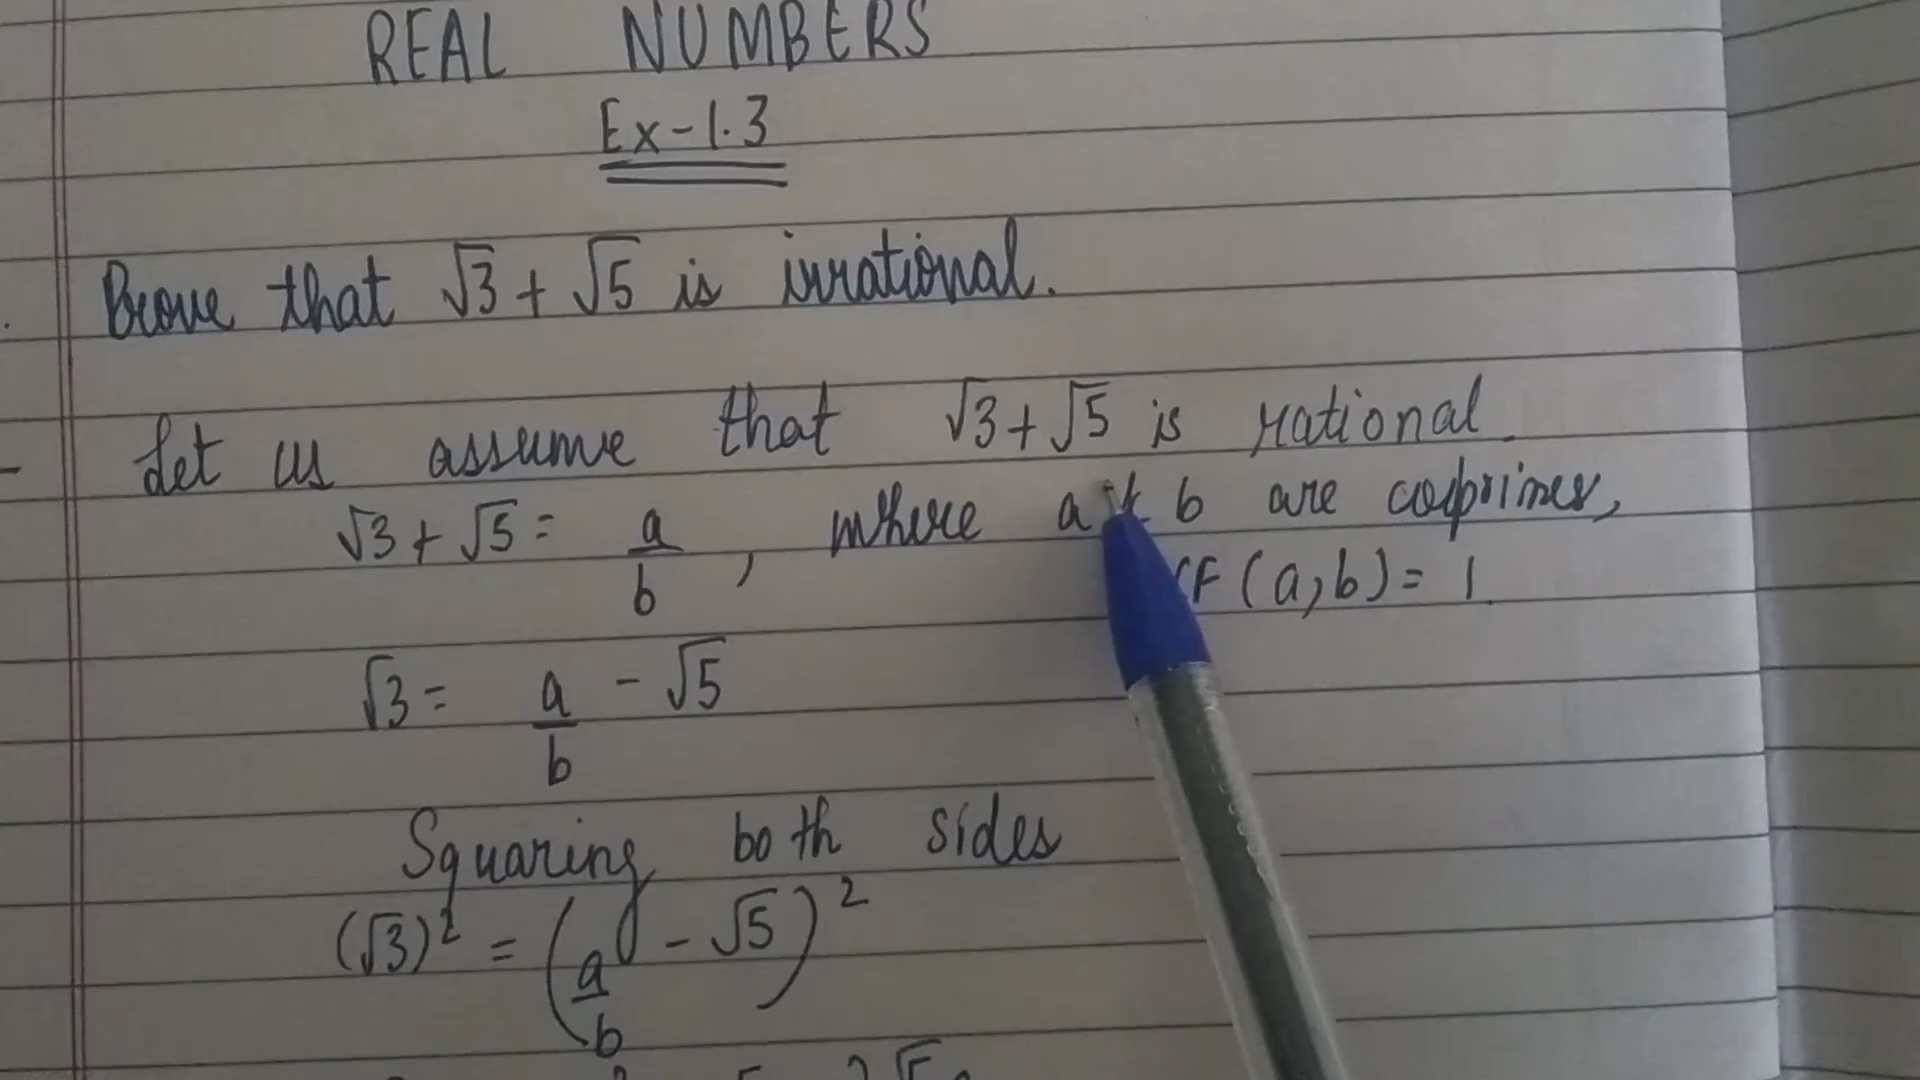 REAL NUMBERS
Ex-1.3
Prove that √3 + √5 is irrational.
Let us assume that √3+√5 is rational.
√3 + √5 = a/b, where a & b are coprimes,
CF (a,b) = 1
√3 = a/b - √5
Squaring both sides
(√3)² = (a/b - √5)²